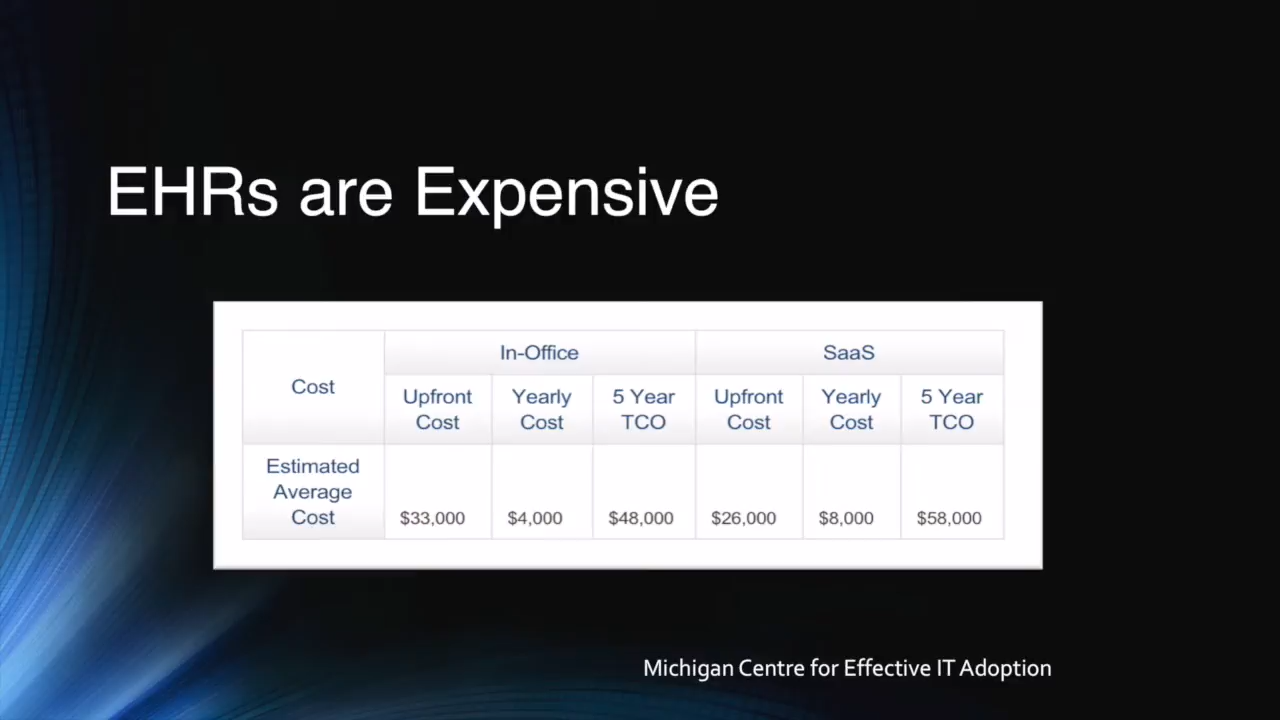 EHRs are Expensive
In-Office SaaS
Cost
Upfront Cost Yearly Cost 5 Year TCO Upfront Cost Yearly Cost 5 Year TCO
Estimated
Average
Cost $33,000 $4,000 $48,000 $26,000 $8,000 $58,000
Michigan Centre for Effective IT Adoption